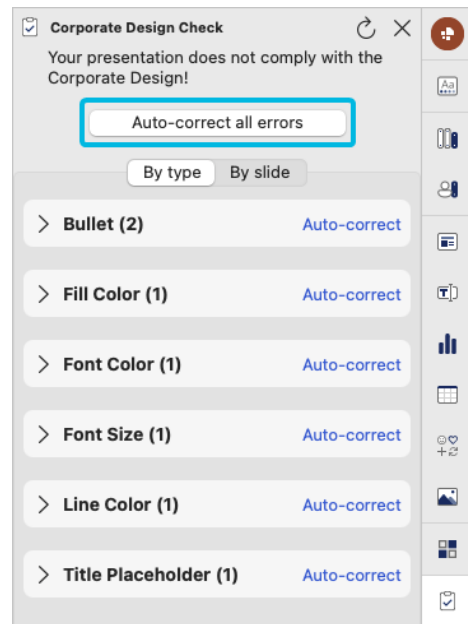 Corporate Design Check
Your presentation does not comply with the
Corporate Design!
Auto-correct all errors
By type By slide
Bullet (2) Auto-correct
Fill Color (1) Auto-correct
Font Color (1) Auto-correct
Font Size (1) Auto-correct
Line Color (1) Auto-correct
Title Placeholder (1) Auto-correct
Aa
T